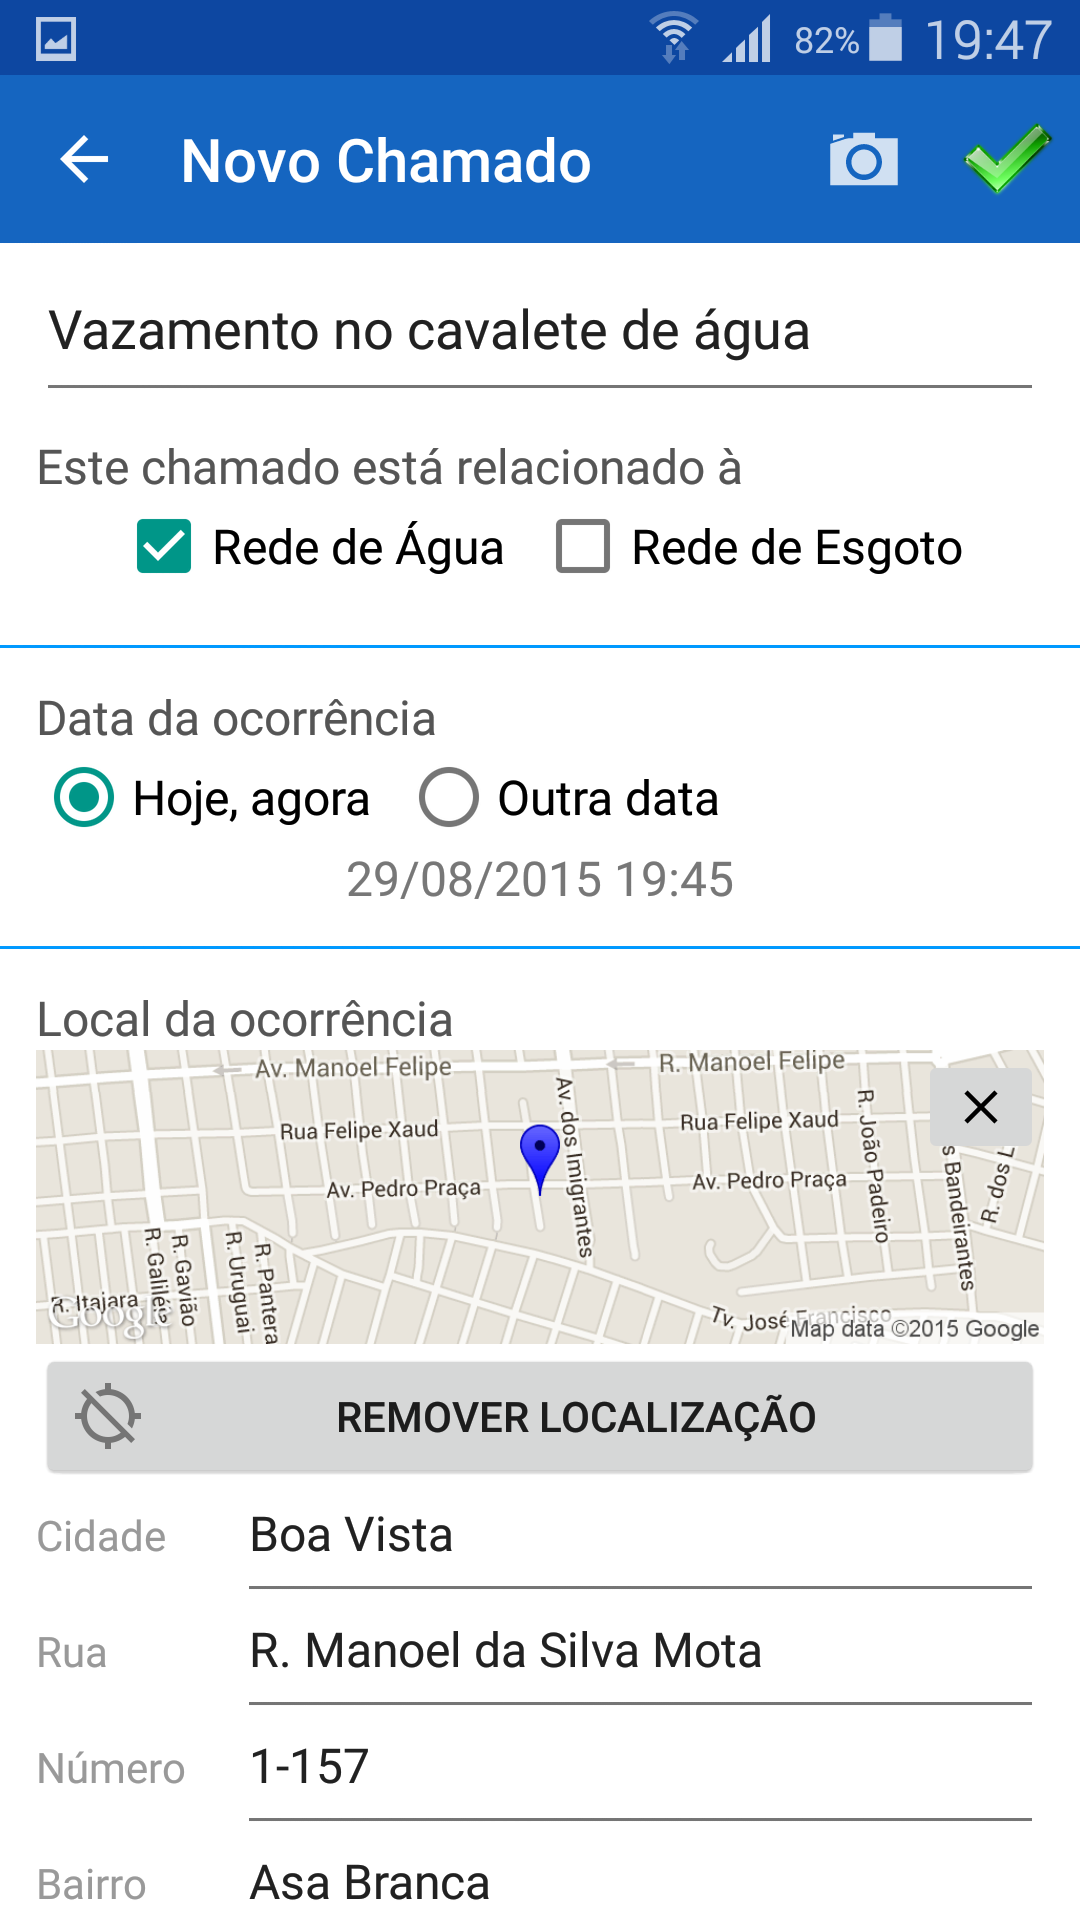 82% 19:47
Novo Chamado
Vazamento no cavalete de água
Este chamado está relacionado à
Rede de Água Rede de Esgoto
Data da ocorrência
Hoje, agora Outra data
29/08/2015 19:45
Local da ocorrência
Av. Manoel Felipe R. Manoel Felipe
Rua Felipe Xaud Rua Felipe Xaud
Av. dos Imigrantes
R. João Padeiro
Av. Pedro Praça Av. Pedro Praça
s Bandeirantes
R. dos
R. Galiléia
R. Gavião
R. Uruguai
R. Pantera
R. Itajara
Google
Tv. José Francisco
Map data ©2015 Google
REMOVER LOCALIZAÇÃO
Cidade Boa Vista
Rua R. Manoel da Silva Mota
Número 1-157
Bairro Asa Branca